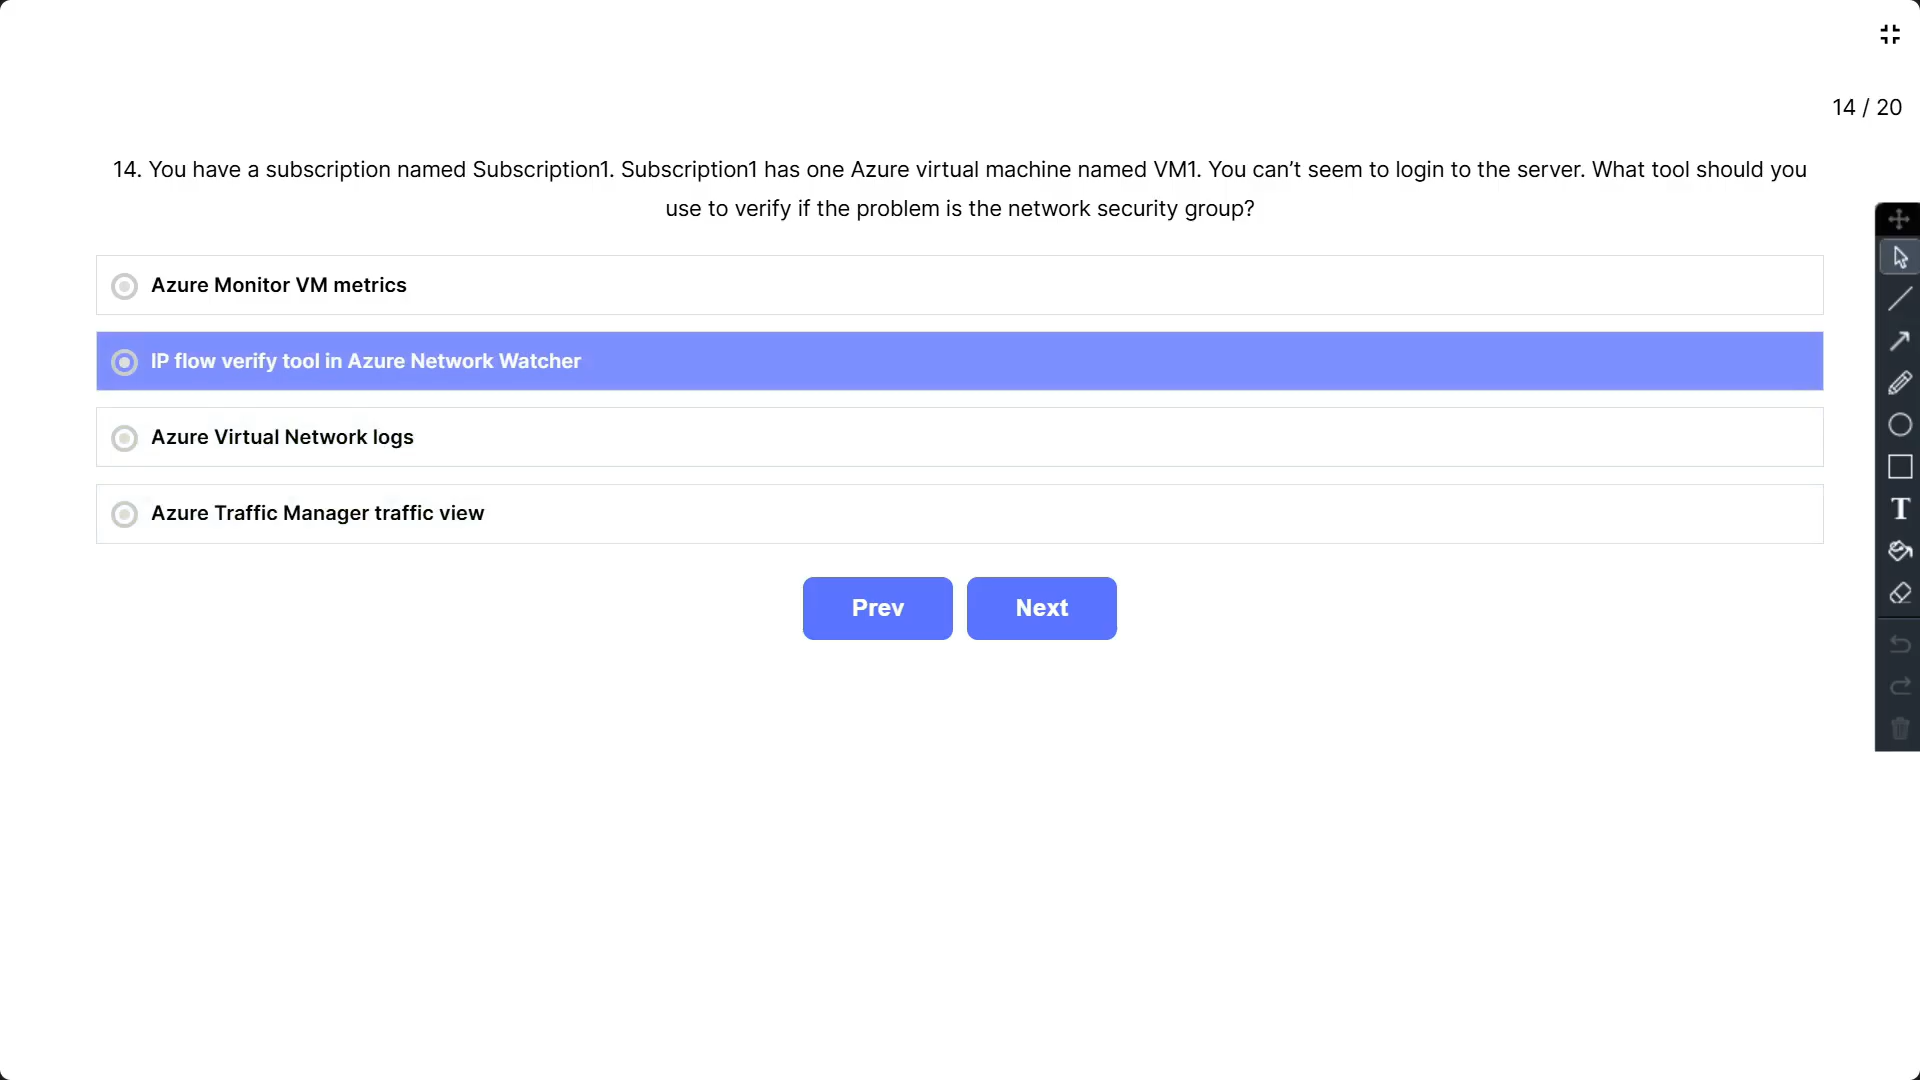 14 / 20
14. You have a subscription named Subscription1. Subscription1 has one Azure virtual machine named VM1. You can’t seem to login to the server. What tool should you
use to verify if the problem is the network security group?
Azure Monitor VM metrics
IP flow verify tool in Azure Network Watcher
Azure Virtual Network logs
Azure Traffic Manager traffic view
Prev Next
T